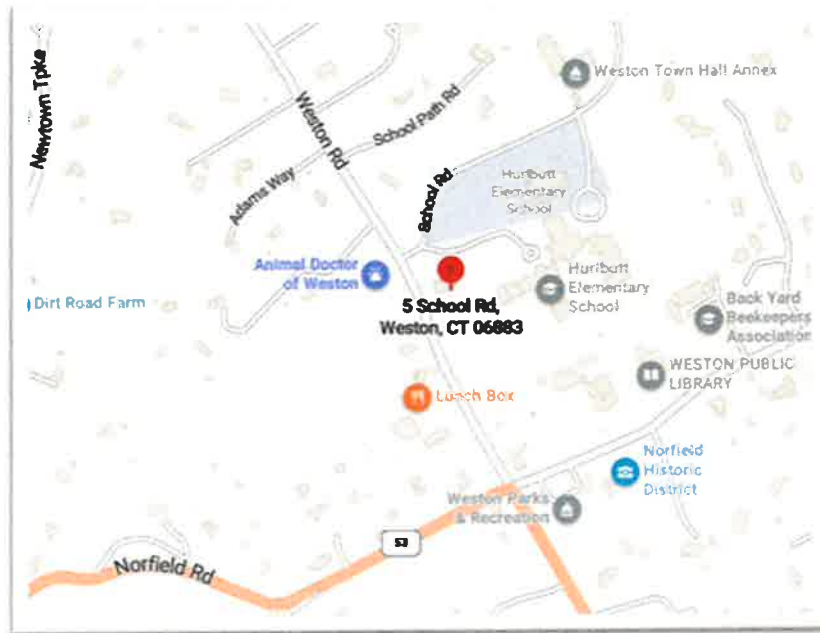 Newtown Tpke
Weston Rd
School Path Rd
Adams Way
School Rd
Weston Town Hall Annex
Hurlbutt
Elementary
School
Animal Doctor
of Weston
Dirt Road Farm
5 School Rd,
Weston, CT 06883
Hurlbutt
Elementary
School
Back Yard
Beekeepers
Association
WESTON PUBLIC
LIBRARY
Lunch Box
Norfield
Historic
District
Weston Parks
& Recreation
53
Norfield Rd